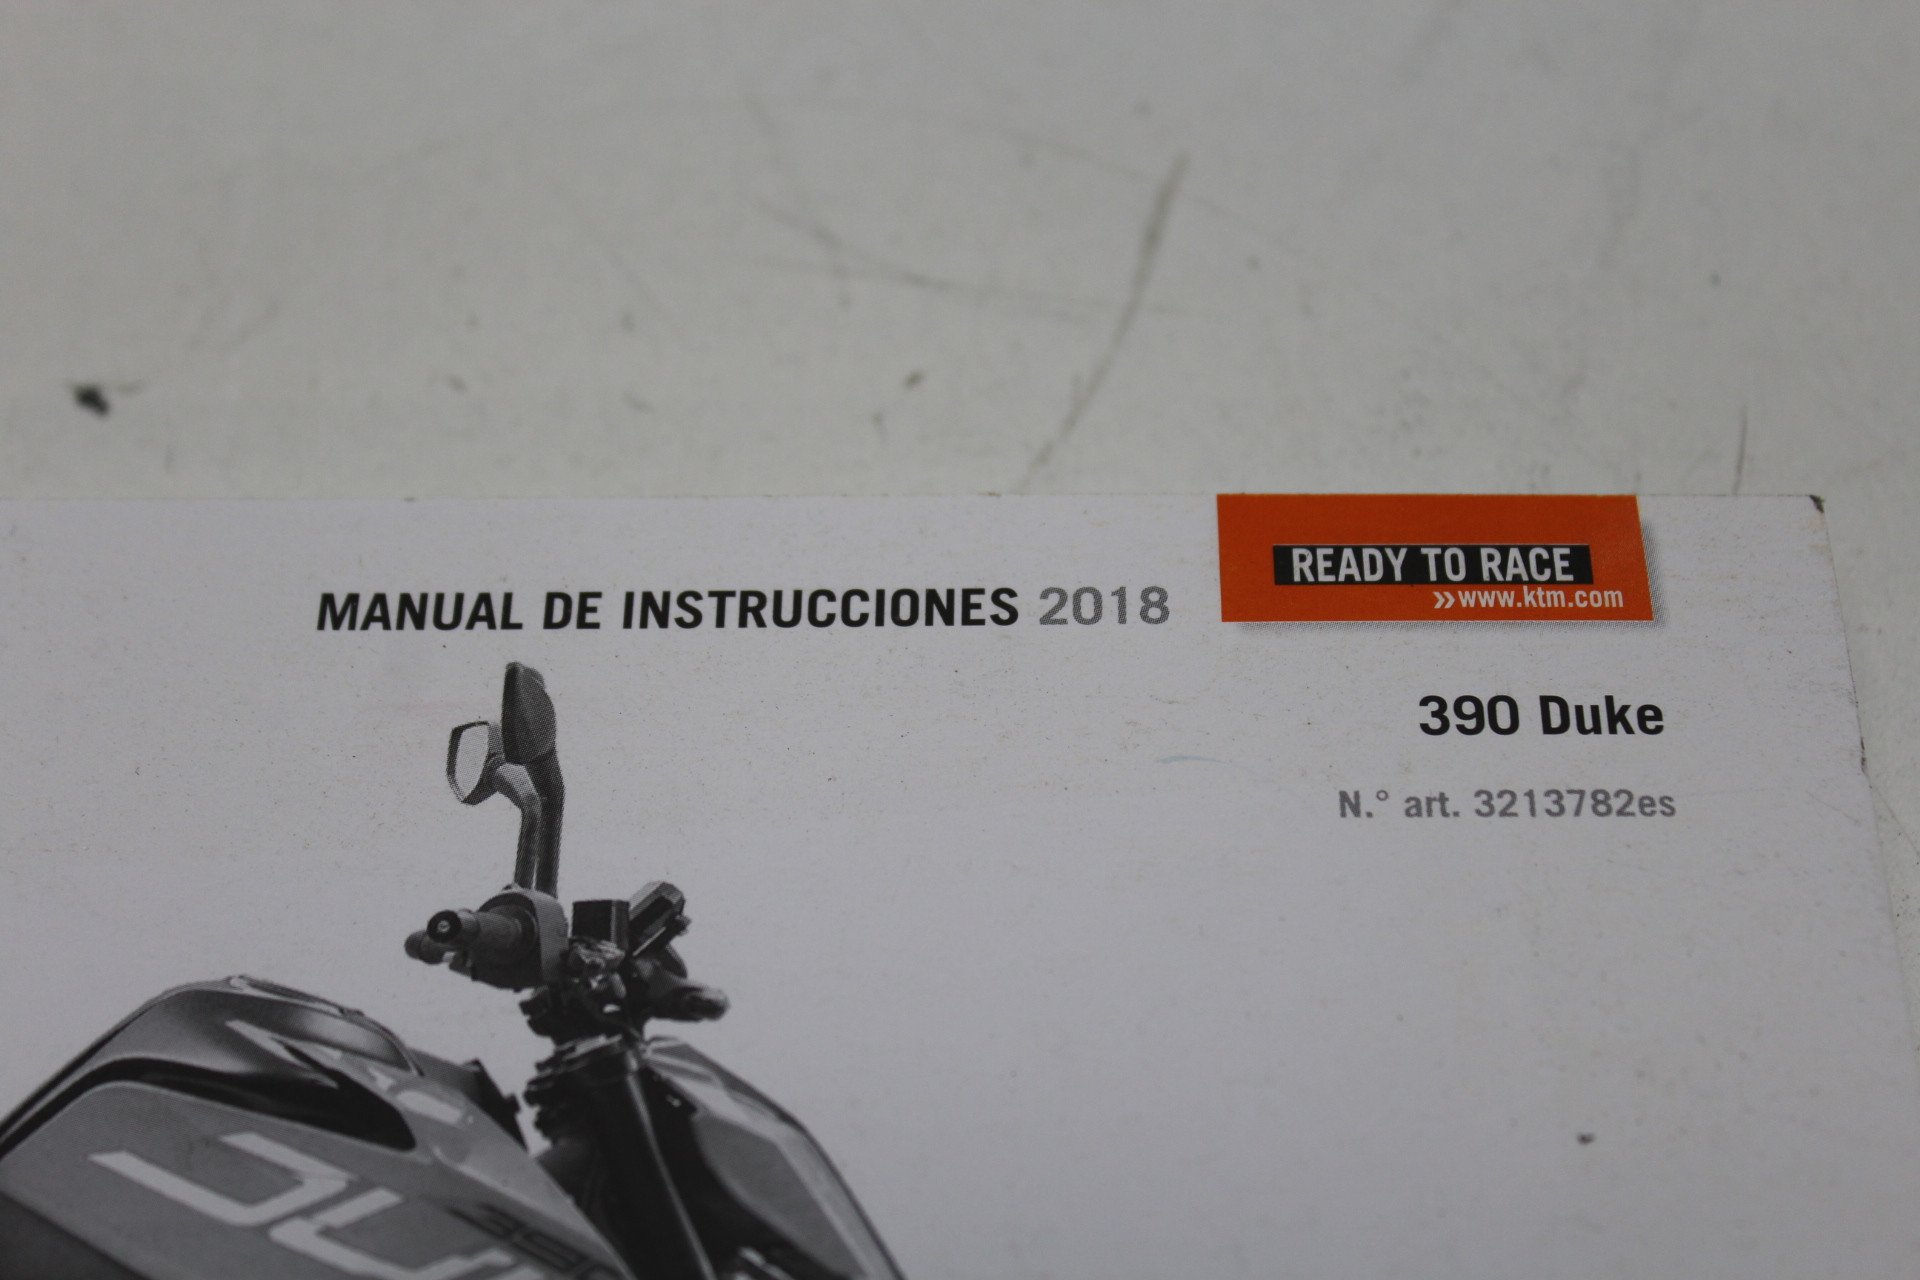 MANUAL DE INSTRUCCIONES 2018
READY TO RACE
»www.ktm.com
390 Duke
N.° art. 3213782es